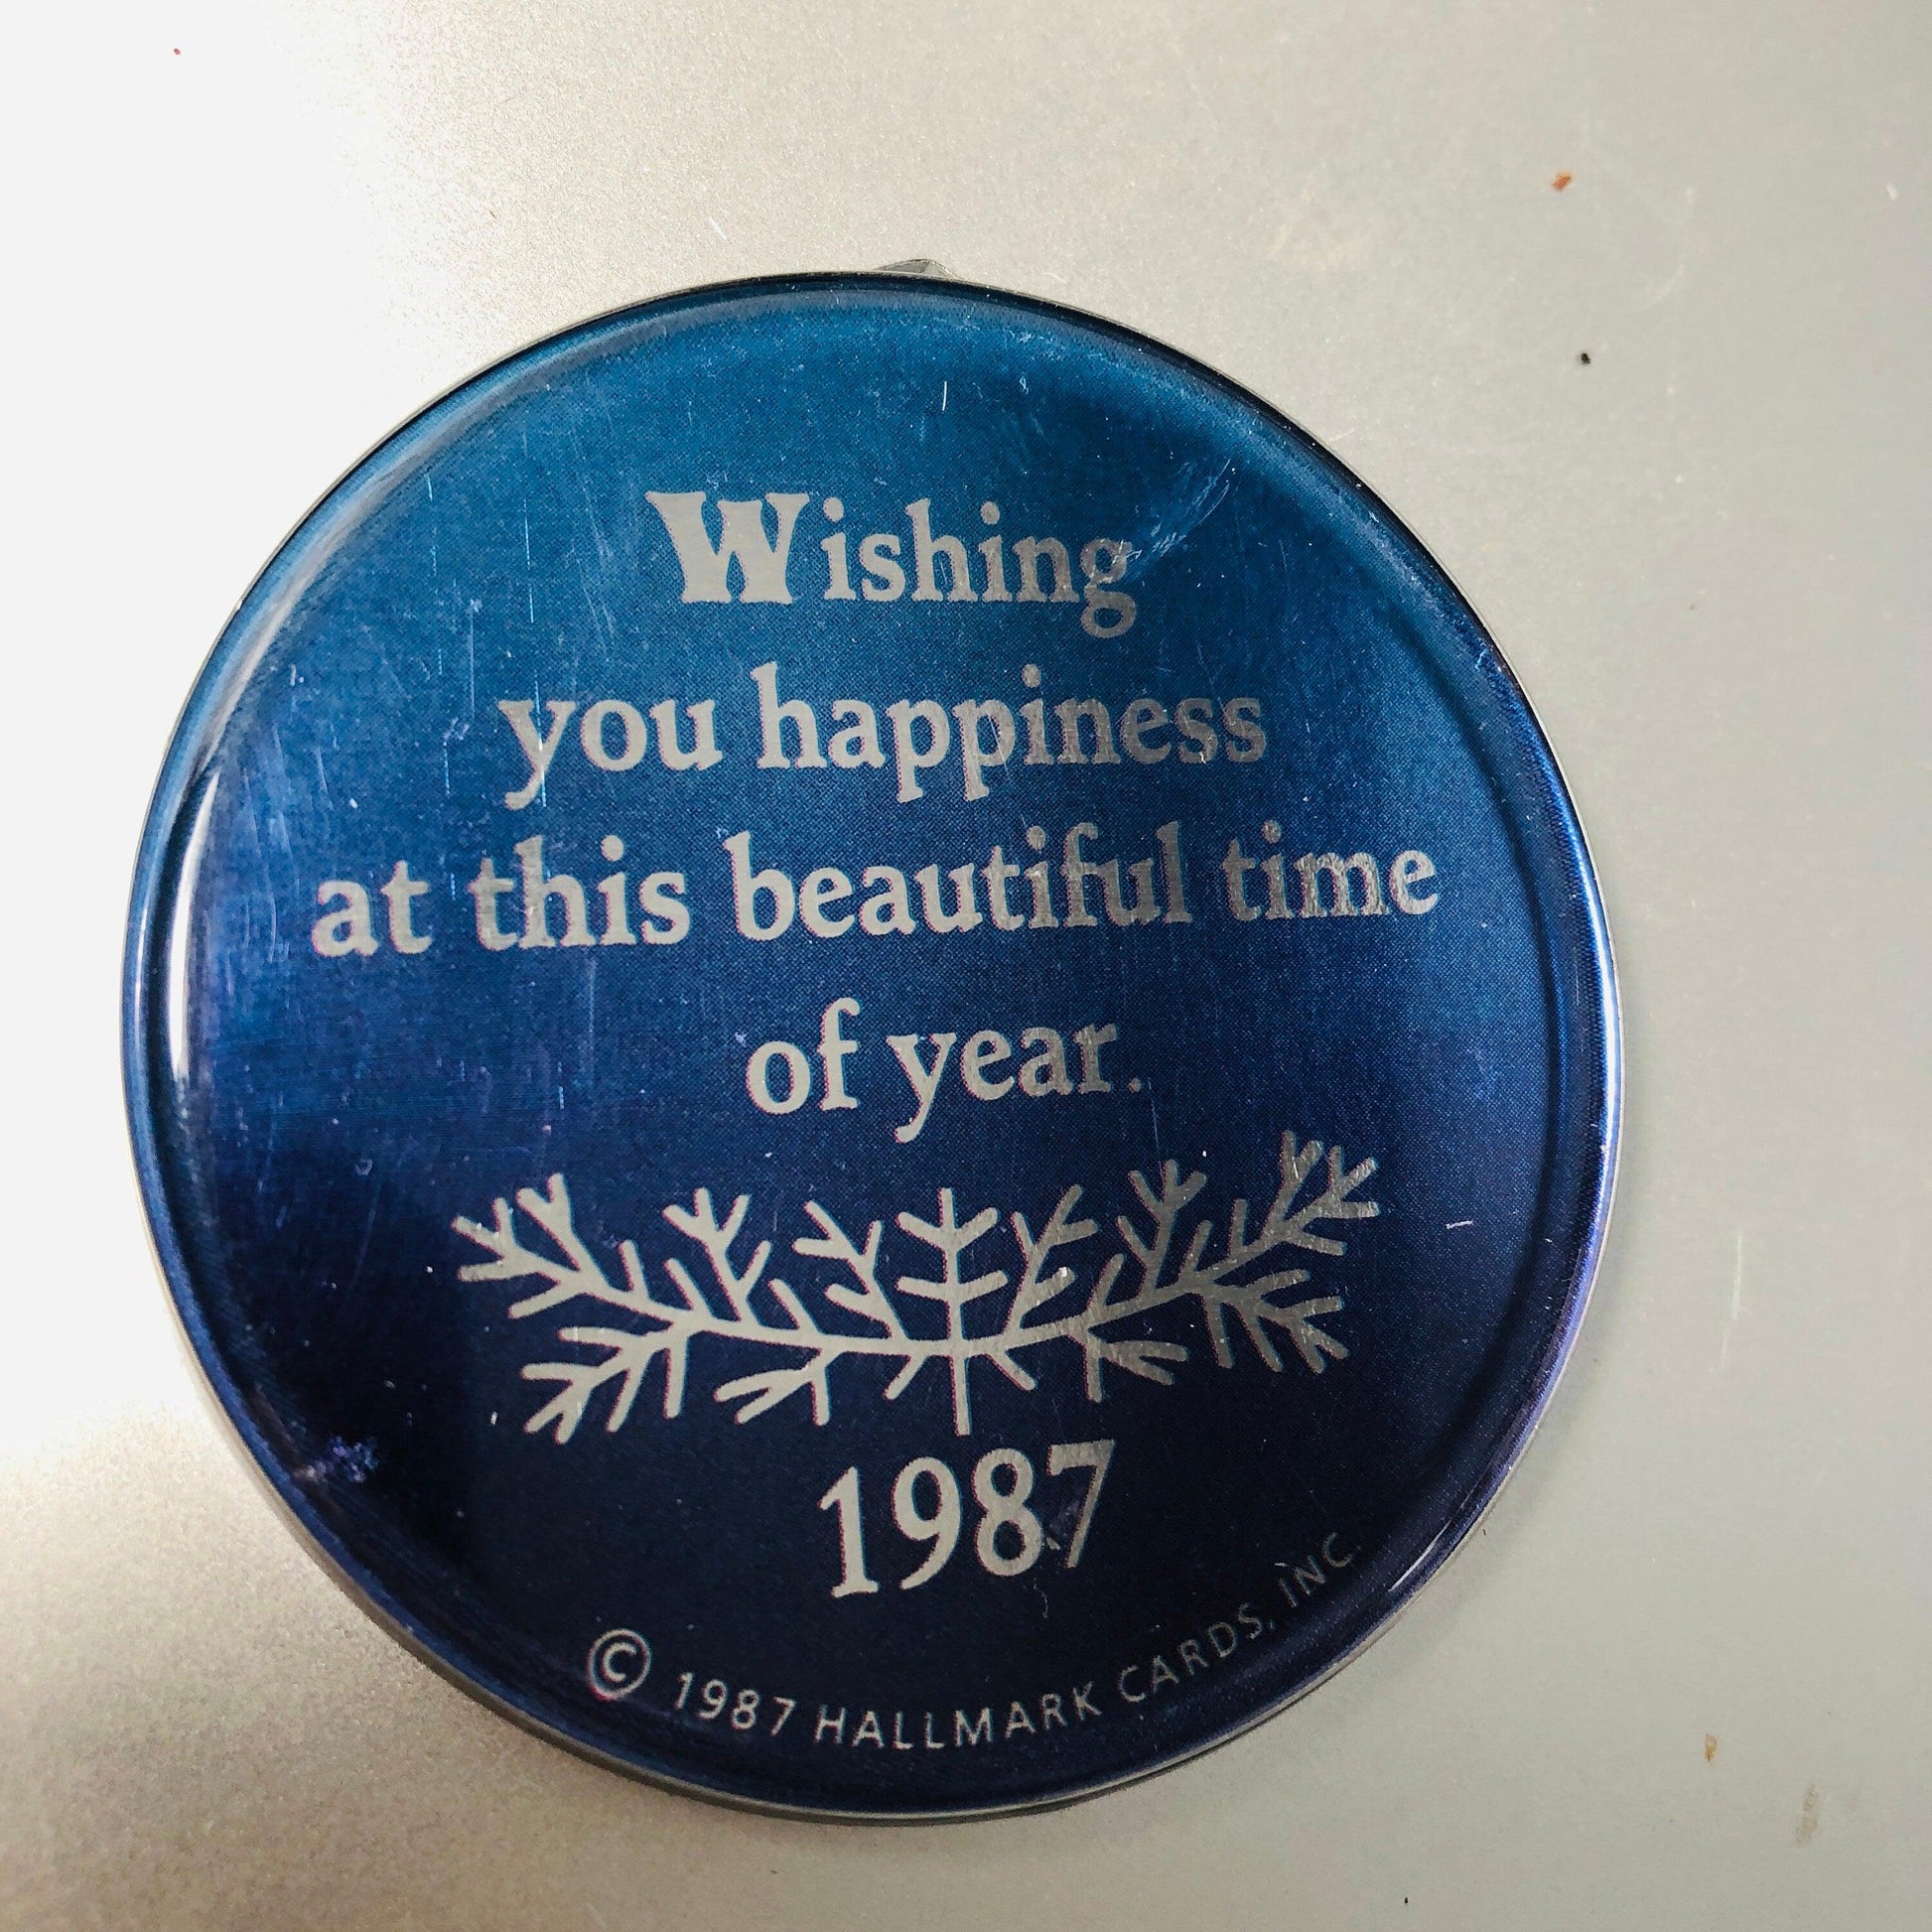 Wishing
you happiness
at this beautiful time
of year.
1987
© 1987 HALLMARK CARDS, INC.